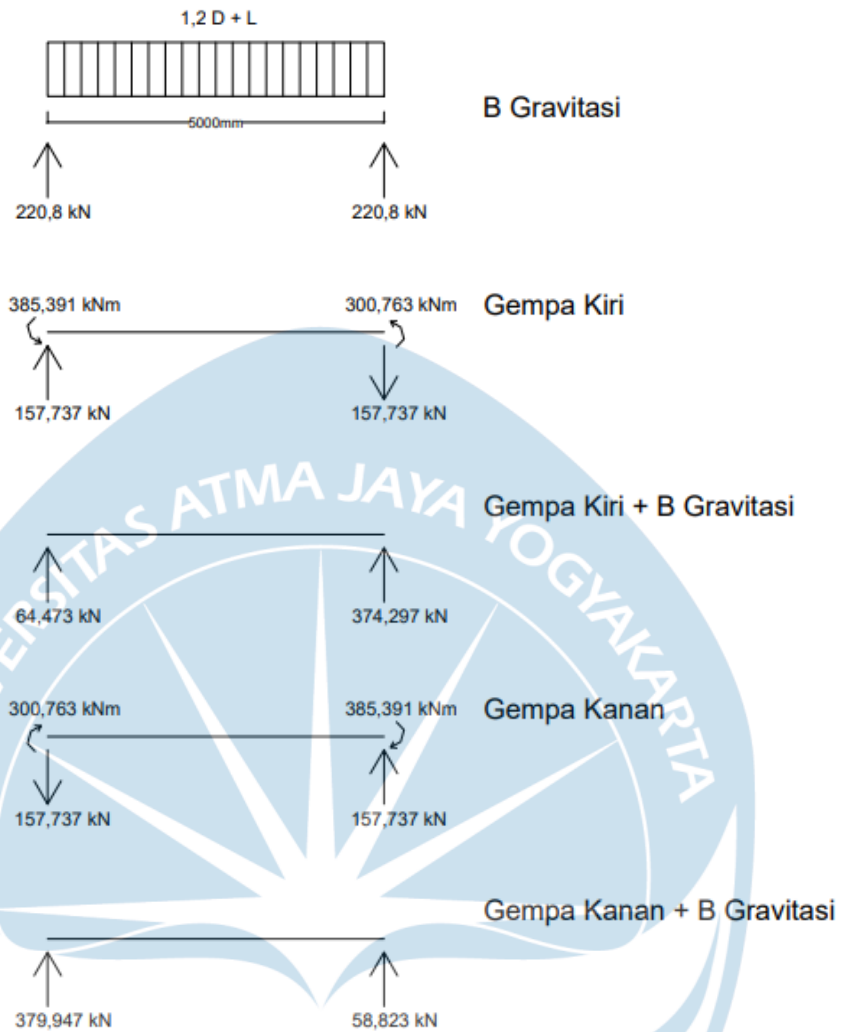 1,2 D + L
B Gravitasi
5000mm
220,8 kN 220,8 kN
385,391 kNm 300,763 kNm Gempa Kiri
157,737 kN 157,737 kN
Gempa Kiri + B Gravitasi
64,473 kN 374,297 kN
300,763 kNm 385,391 kNm Gempa Kanan
157,737 kN 157,737 kN
Gempa Kanan + B Gravitasi
379,947 kN 58,823 kN
ERSITAS ATMA JAYA YOGYAKARTA